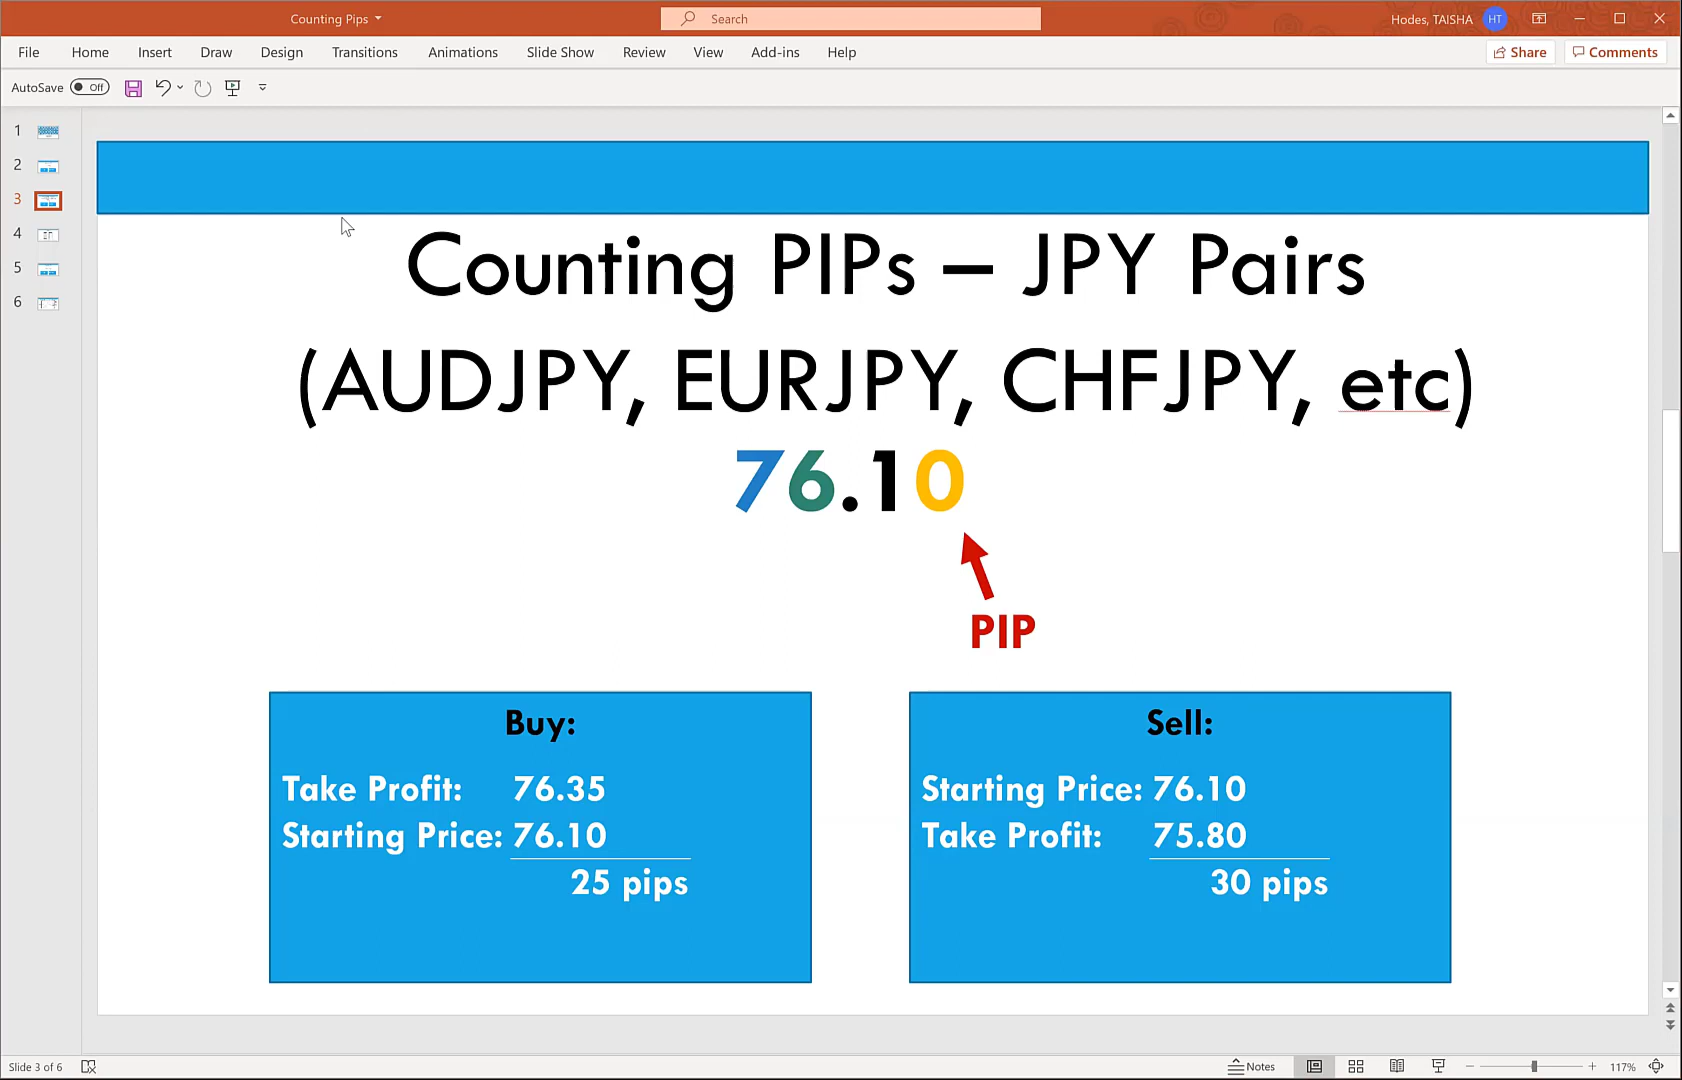 Counting Pips
Search
Hodes, TAISHA HT
File Home Insert Draw Design Transitions Animations Slide Show Review View Add-ins Help Share Comments
AutoSave Off
1
2
3
4
5
6
Counting PIPs – JPY Pairs
(AUDJPY, EURJPY, CHFJPY, etc)
76.10
PIP
Buy:
Take Profit: 76.35
Starting Price: 76.10
25 pips
Sell:
Starting Price: 76.10
Take Profit: 75.80
30 pips
Slide 3 of 6 Notes 117%